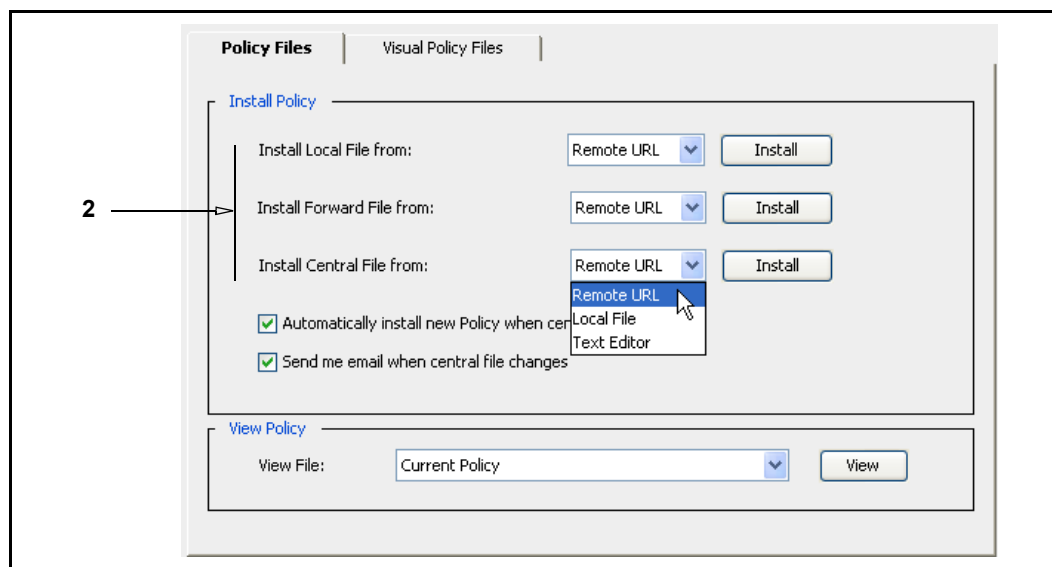 Policy Files
Visual Policy Files
Install Policy
Install Local File from:
Remote URL
Install
2
Install Forward File from:
Remote URL
Install
Install Central File from:
Remote URL
Install
Remote URL
Local File
Text Editor
Automatically install new Policy when cen
Send me email when central file changes
View Policy
View File:
Current Policy
View